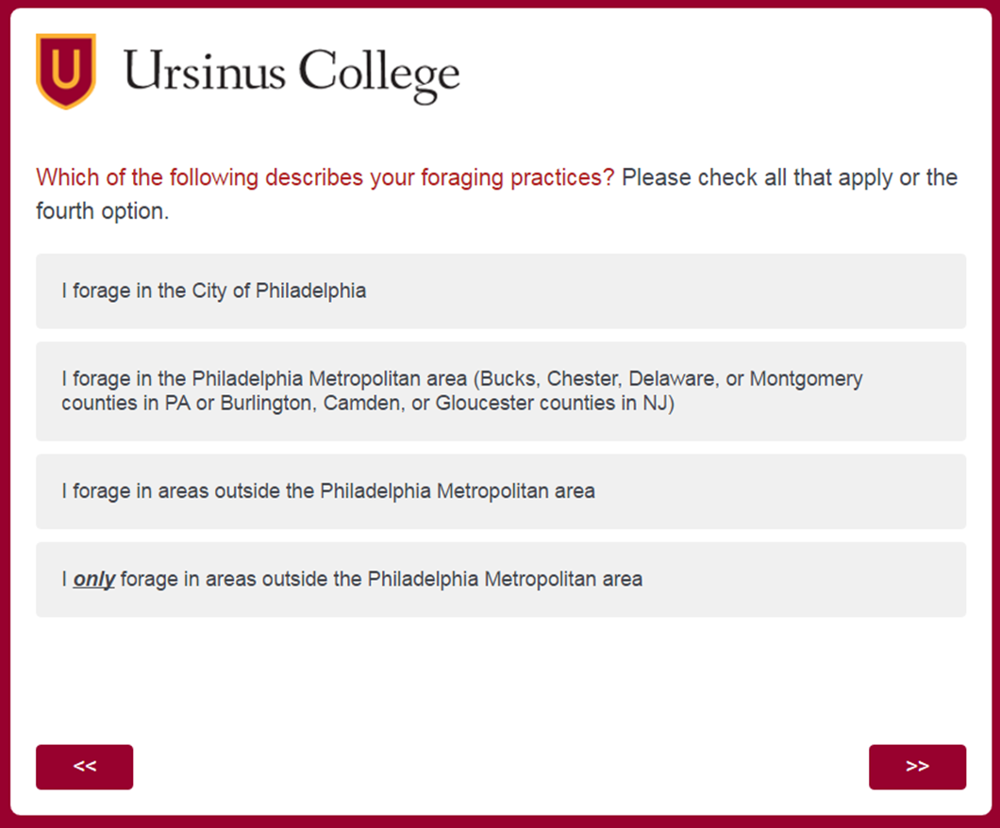 U
Ursinus College
Which of the following describes your foraging practices? Please check all that apply or the
fourth option.
I forage in the City of Philadelphia
I forage in the Philadelphia Metropolitan area (Bucks, Chester, Delaware, or Montgomery
counties in PA or Burlington, Camden, or Gloucester counties in NJ)
I forage in areas outside the Philadelphia Metropolitan area
I only forage in areas outside the Philadelphia Metropolitan area
<< >>